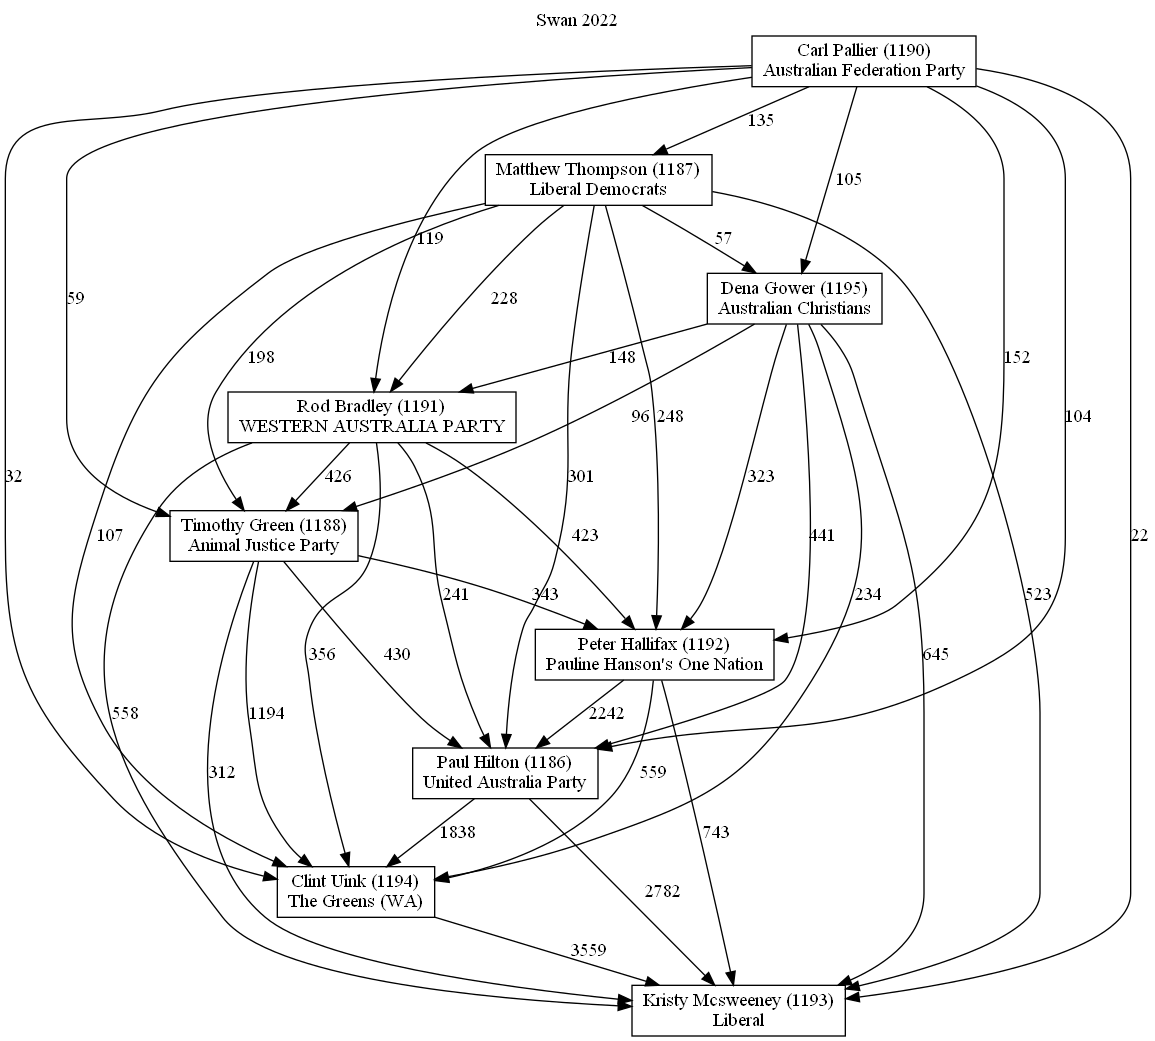 Swan 2022
Carl Pallier (1190)
Australian Federation Party
135
Matthew Thompson (1187)
Liberal Democrats
105
119
57
Dena Gower (1195)
Australian Christians
59
228
198
148
152
Rod Bradley (1191)
WESTERN AUSTRALIA PARTY
96
248
104
32
426
301
323
Timothy Green (1188)
Animal Justice Party
107
423
441
22
343
241
234
523
Peter Hallifax (1192)
Pauline Hanson's One Nation
356
430
645
558
1194
2242
Paul Hilton (1186)
United Australia Party
312
559
1838
743
Clint Uink (1194)
The Greens (WA)
2782
3559
Kristy Mcsweeney (1193)
Liberal